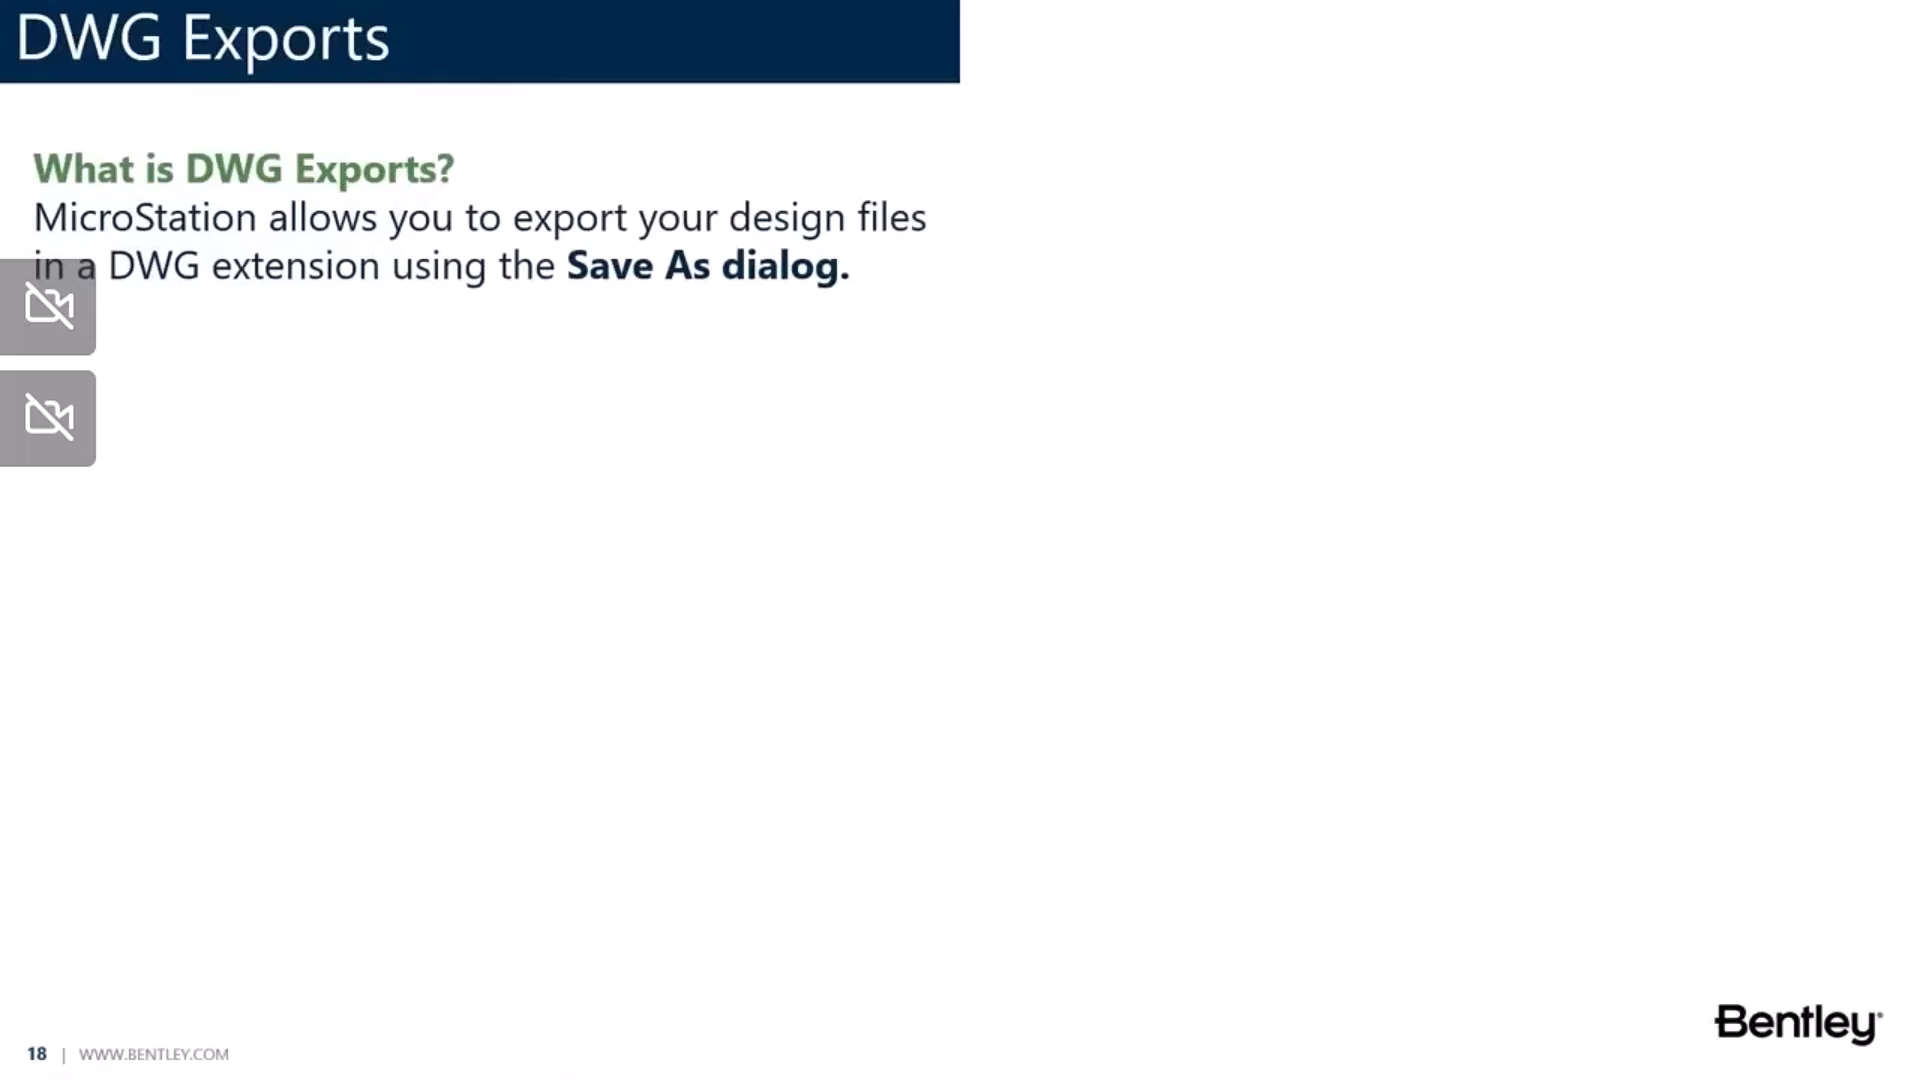 DWG Exports
What is DWG Exports?
MicroStation allows you to export your design files
in a DWG extension using the Save As dialog.
Bentley
18 | WWW.BENTLEY.COM